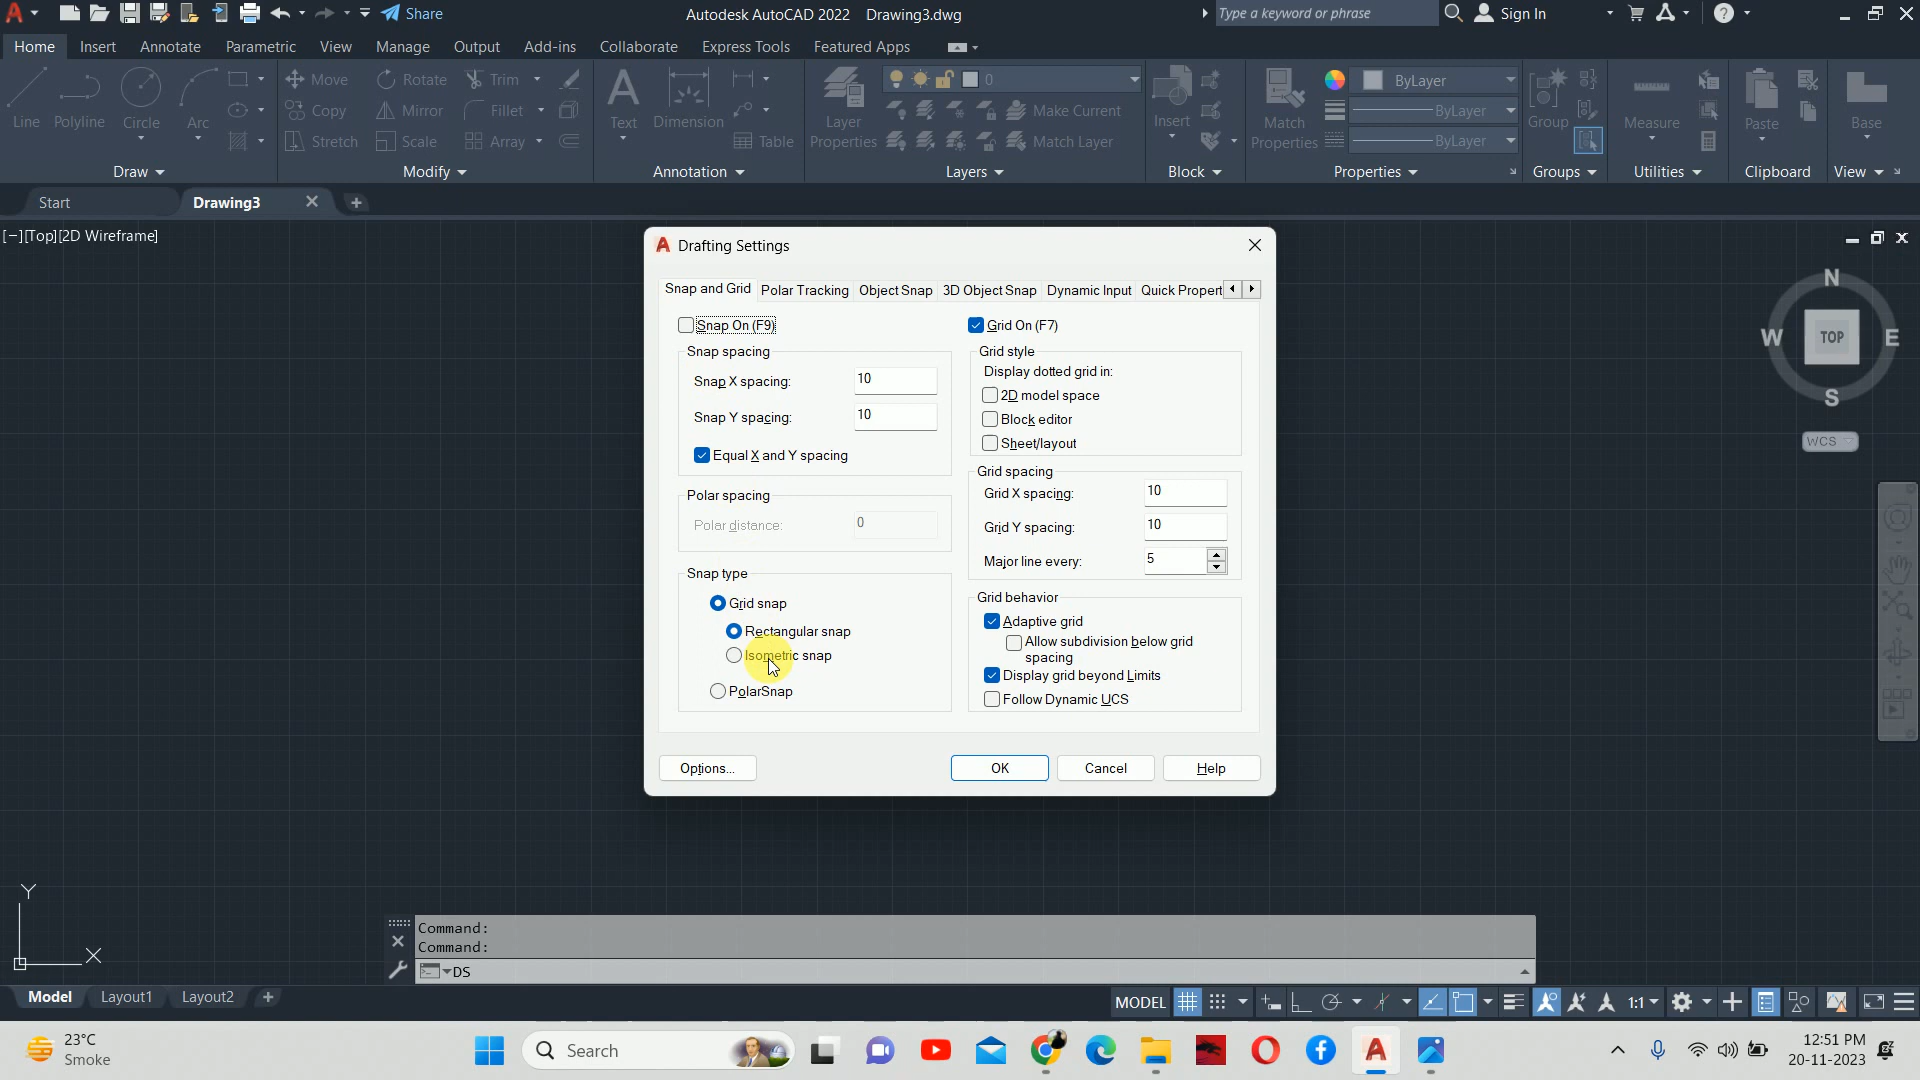 Share
Autodesk AutoCAD 2022 Drawing3.dwg
Type a keyword or phrase
Sign In
Home Insert Annotate Parametric View Manage Output Add-ins Collaborate Express Tools Featured Apps
Line Polyline Circle Arc
Move Rotate Trim
Copy Mirror Fillet
Stretch Scale Array
Text Dimension Table
Layer Properties
0
Make Current
Match Layer
Insert
Match Properties
ByLayer
ByLayer
ByLayer
Group Measure Paste Base
Draw Modify Annotation Layers Block Properties Groups Utilities Clipboard View
Start Drawing3
[−][Top][2D Wireframe]
N
W TOP E
S
WCS
Drafting Settings
Snap and Grid Polar Tracking Object Snap 3D Object Snap Dynamic Input Quick Propert
Snap On (F9)
Snap spacing
Snap X spacing: 10
Snap Y spacing: 10
Equal X and Y spacing
Polar spacing
Polar distance: 0
Snap type
Grid snap
Rectangular snap
Isometric snap
PolarSnap
Grid On (F7)
Grid style
Display dotted grid in:
2D model space
Block editor
Sheet/layout
Grid spacing
Grid X spacing: 10
Grid Y spacing: 10
Major line every: 5
Grid behavior
Adaptive grid
Allow subdivision below grid
spacing
Display grid beyond Limits
Follow Dynamic UCS
Options... OK Cancel Help
Y
X
Command:
Command:
DS
Model Layout1 Layout2
MODEL 1:1
23°C
Smoke
Search
12:51 PM
20-11-2023